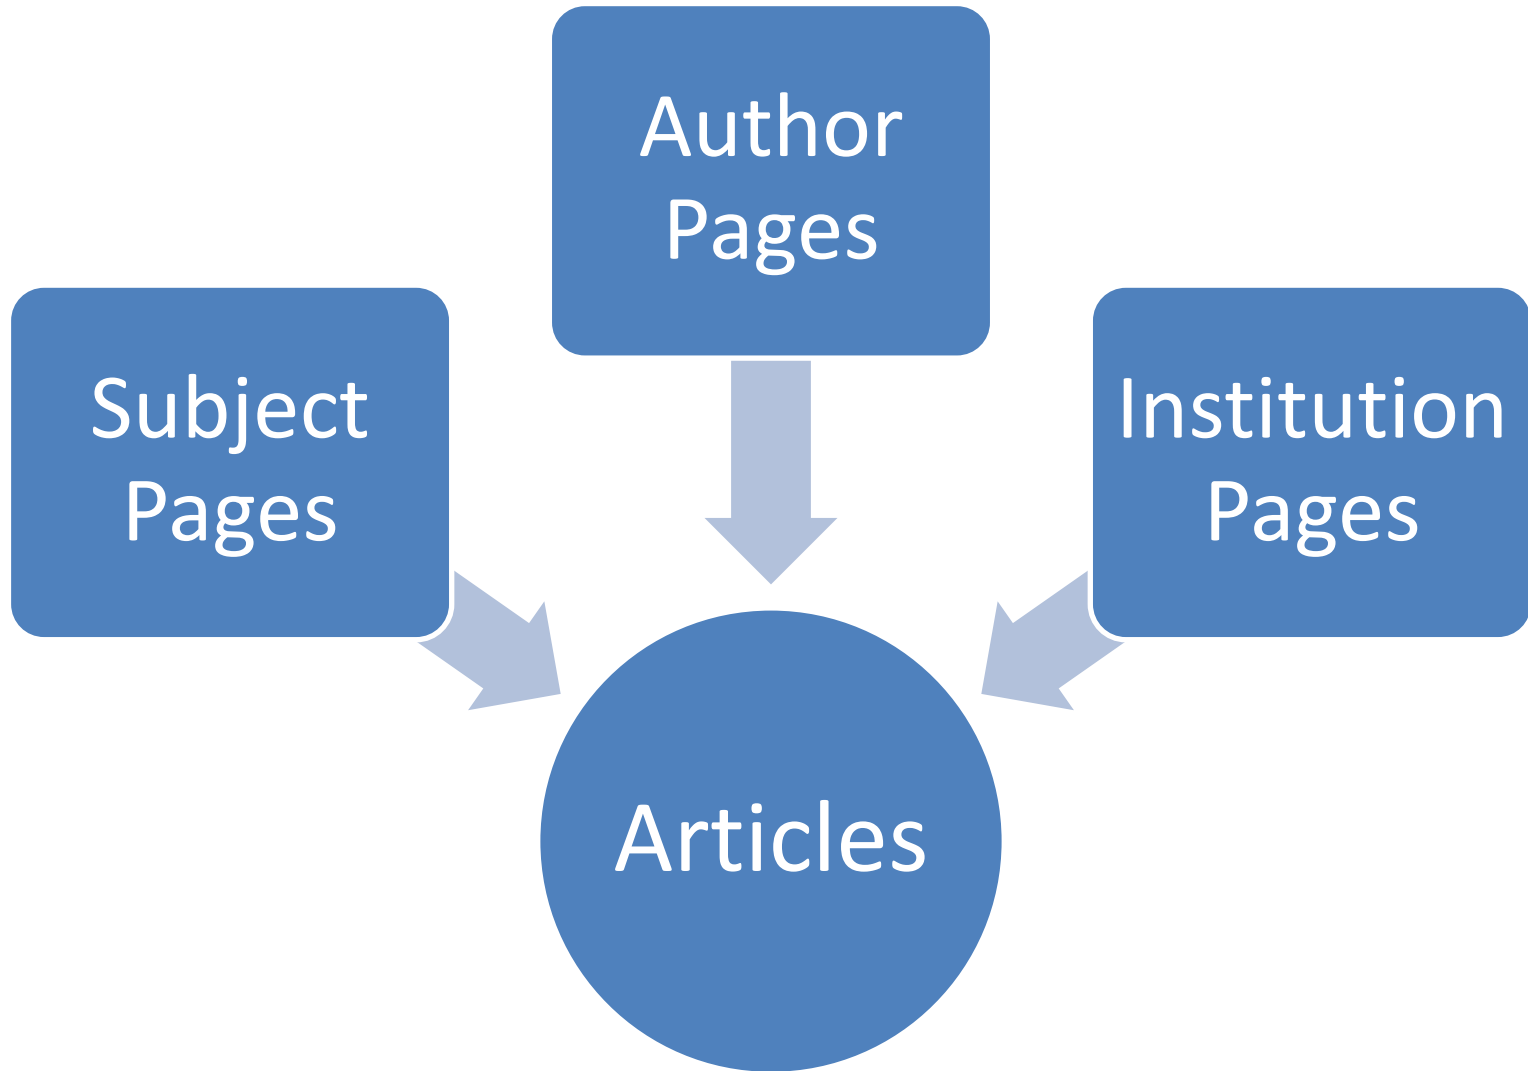 Author
Pages
Subject
Pages
Institution
Pages
Articles